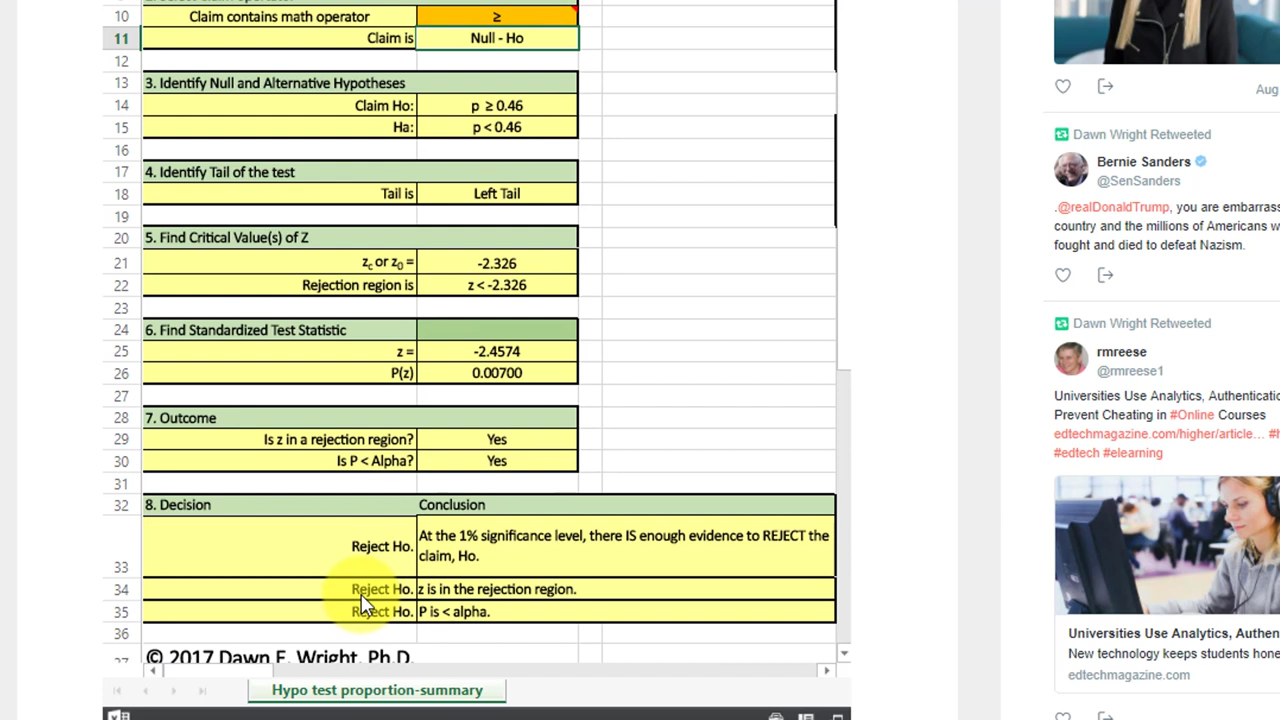 10 Claim contains math operator ≥
11 Claim is Null - Ho
12
13 3. Identify Null and Alternative Hypotheses
14 Claim Ho: p ≥ 0.46
15 Ha: p < 0.46
16
17 4. Identify Tail of the test
18 Tail is Left Tail
19
20 5. Find Critical Value(s) of Z
21 zc or z0 = -2.326
22 Rejection region is z < -2.326
23
24 6. Find Standardized Test Statistic
25 z = -2.4574
26 P(z) 0.00700
27
28 7. Outcome
29 Is z in a rejection region? Yes
30 Is P < Alpha? Yes
31
32 8. Decision Conclusion
33 Reject Ho. At the 1% significance level, there IS enough evidence to REJECT the
claim, Ho.
34 Reject Ho. z is in the rejection region.
35 Reject Ho. P is < alpha.
36
© 2017 Dawn E. Wright, Ph.D.
Hypo test proportion-summary
Aug
Dawn Wright Retweeted
Bernie Sanders
@SenSanders
.@realDonaldTrump, you are embarrass
country and the millions of Americans w
fought and died to defeat Nazism.
Dawn Wright Retweeted
rmreese
@rmreese1
Universities Use Analytics, Authenticatio
Prevent Cheating in #Online Courses
edtechmagazine.com/higher/article…
#edtech #elearning
Universities Use Analytics, Authen
New technology keeps students hone
edtechmagazine.com